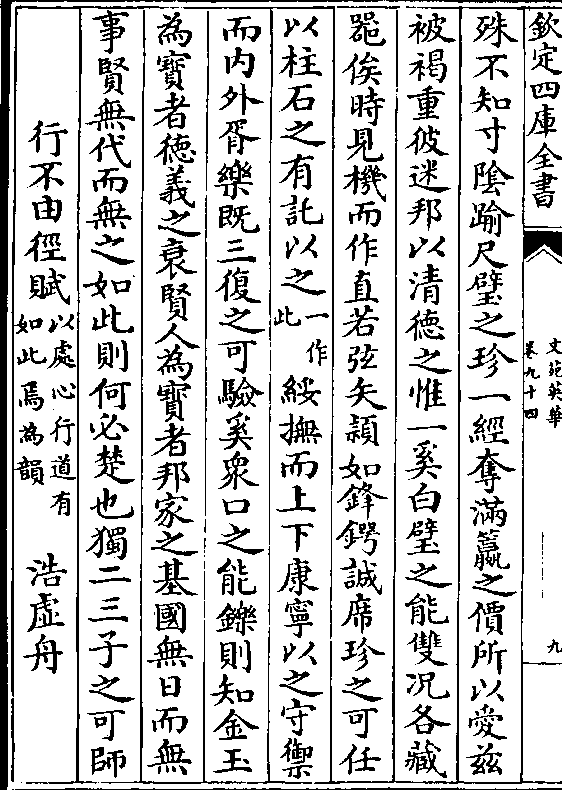 欽定四庫全書
文苑英華
卷九十四
九
殊不知寸陰踰尺璧之珍一經奪滿籝之價所以愛兹
被褐重彼迷邦以清德之惟一奚白璧之能雙况各藏
噐俟時見機而作直若弦矢頴如鋒鍔誠席珍之可任
以柱石之有託以之一作此綏撫而上下康寧以之守禦
而内外胥樂既三復之可驗奚衆口之能鑠則知金玉
為寳者徳義之衰賢人為寳者邦家之基國無日而無
事賢無代而無之如此則何必楚也獨二三子之可師
行不由徑賦以處心行道有如此焉為韻 浩虚舟